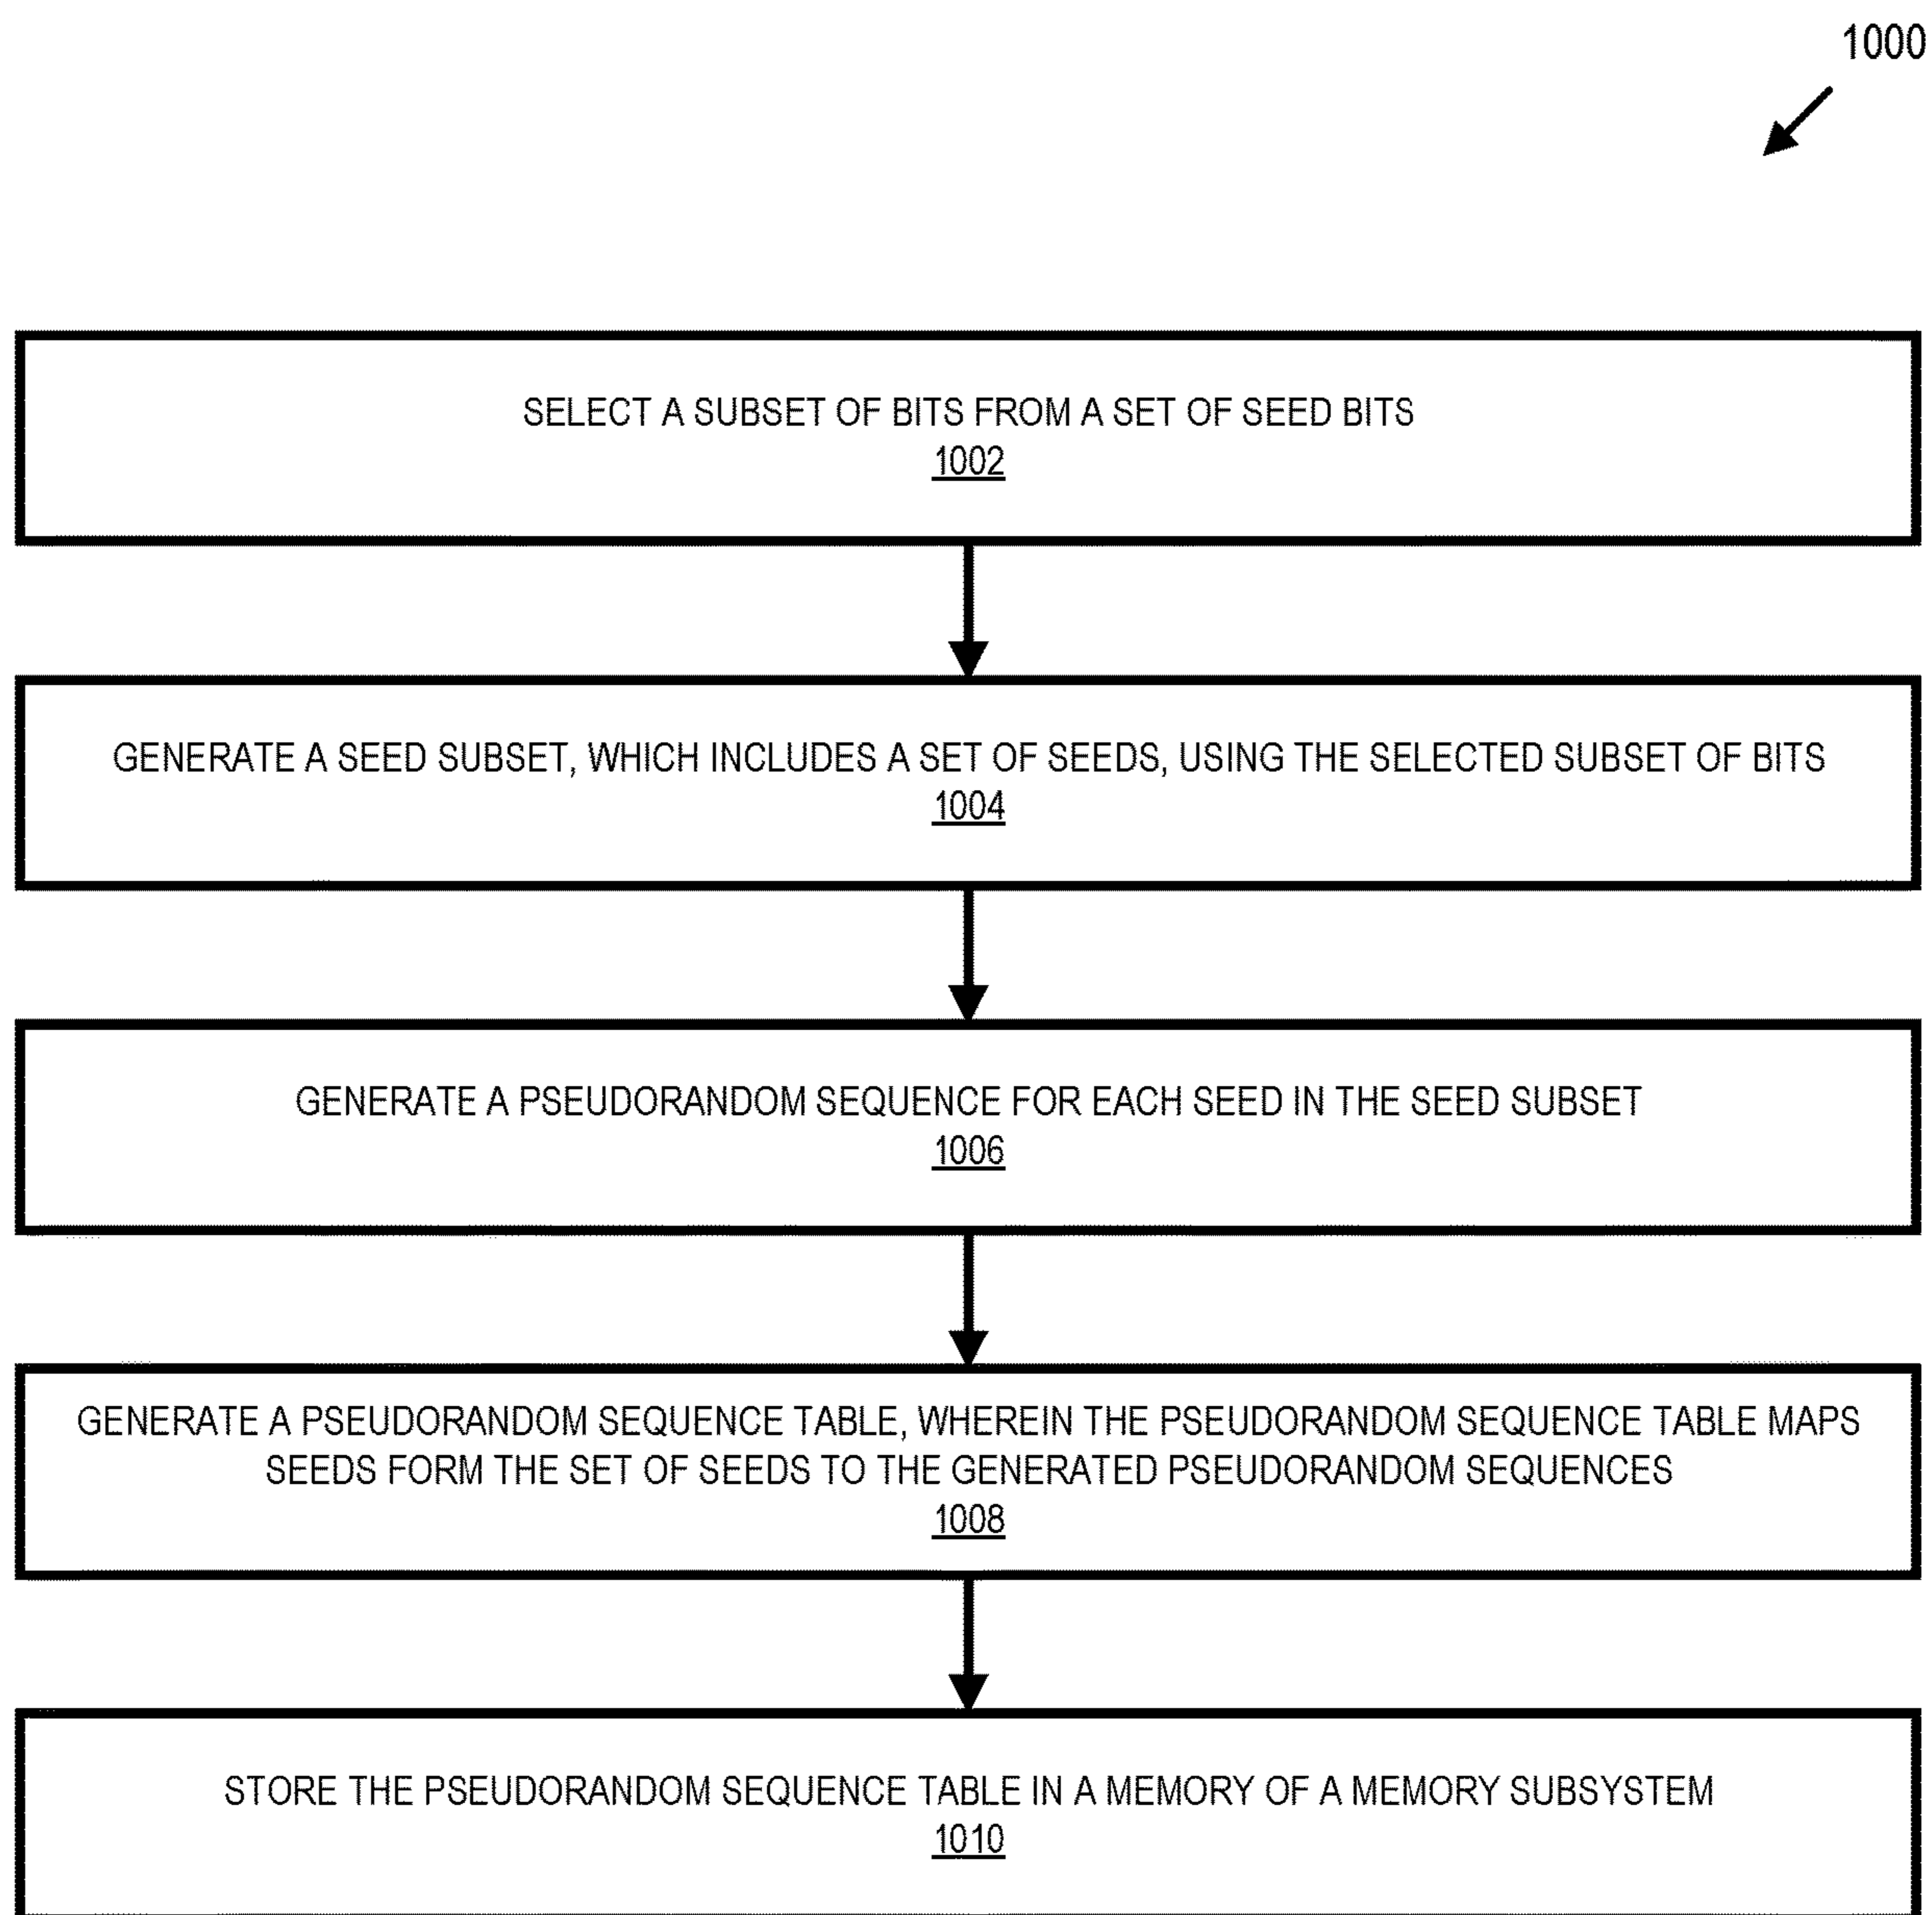 1000
SELECT A SUBSET OF BITS FROM A SET OF SEED BITS
1002
GENERATE A SEED SUBSET, WHICH INCLUDES A SET OF SEEDS, USING THE SELECTED SUBSET OF BITS
1004
GENERATE A PSEUDORANDOM SEQUENCE FOR EACH SEED IN THE SEED SUBSET
1006
GENERATE A PSEUDORANDOM SEQUENCE TABLE, WHEREIN THE PSEUDORANDOM SEQUENCE TABLE MAPS
SEEDS FORM THE SET OF SEEDS TO THE GENERATED PSEUDORANDOM SEQUENCES
1008
STORE THE PSEUDORANDOM SEQUENCE TABLE IN A MEMORY OF A MEMORY SUBSYSTEM
1010